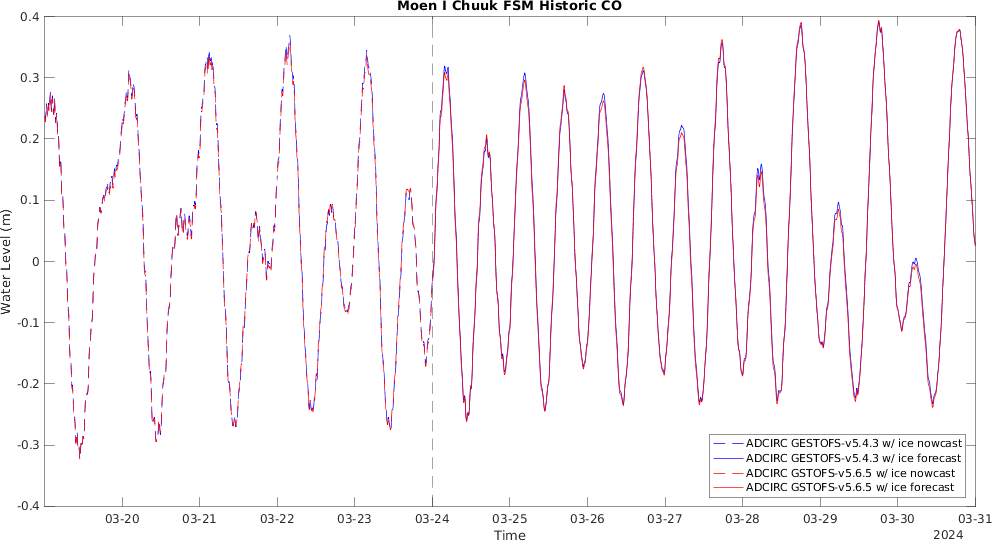 Moen I Chuuk FSM Historic CO
0.4
0.3
0.2
0.1
0
-0.1
-0.2
-0.3
-0.4
Water Level (m)
ADCIRC GESTOFS-v5.4.3 w/ ice nowcast
ADCIRC GESTOFS-v5.4.3 w/ ice forecast
ADCIRC GSTOFS-v5.6.5 w/ ice nowcast
ADCIRC GSTOFS-v5.6.5 w/ ice forecast
03-20 03-21 03-22 03-23 03-24 03-25 03-26 03-27 03-28 03-29 03-30 03-31
Time
2024